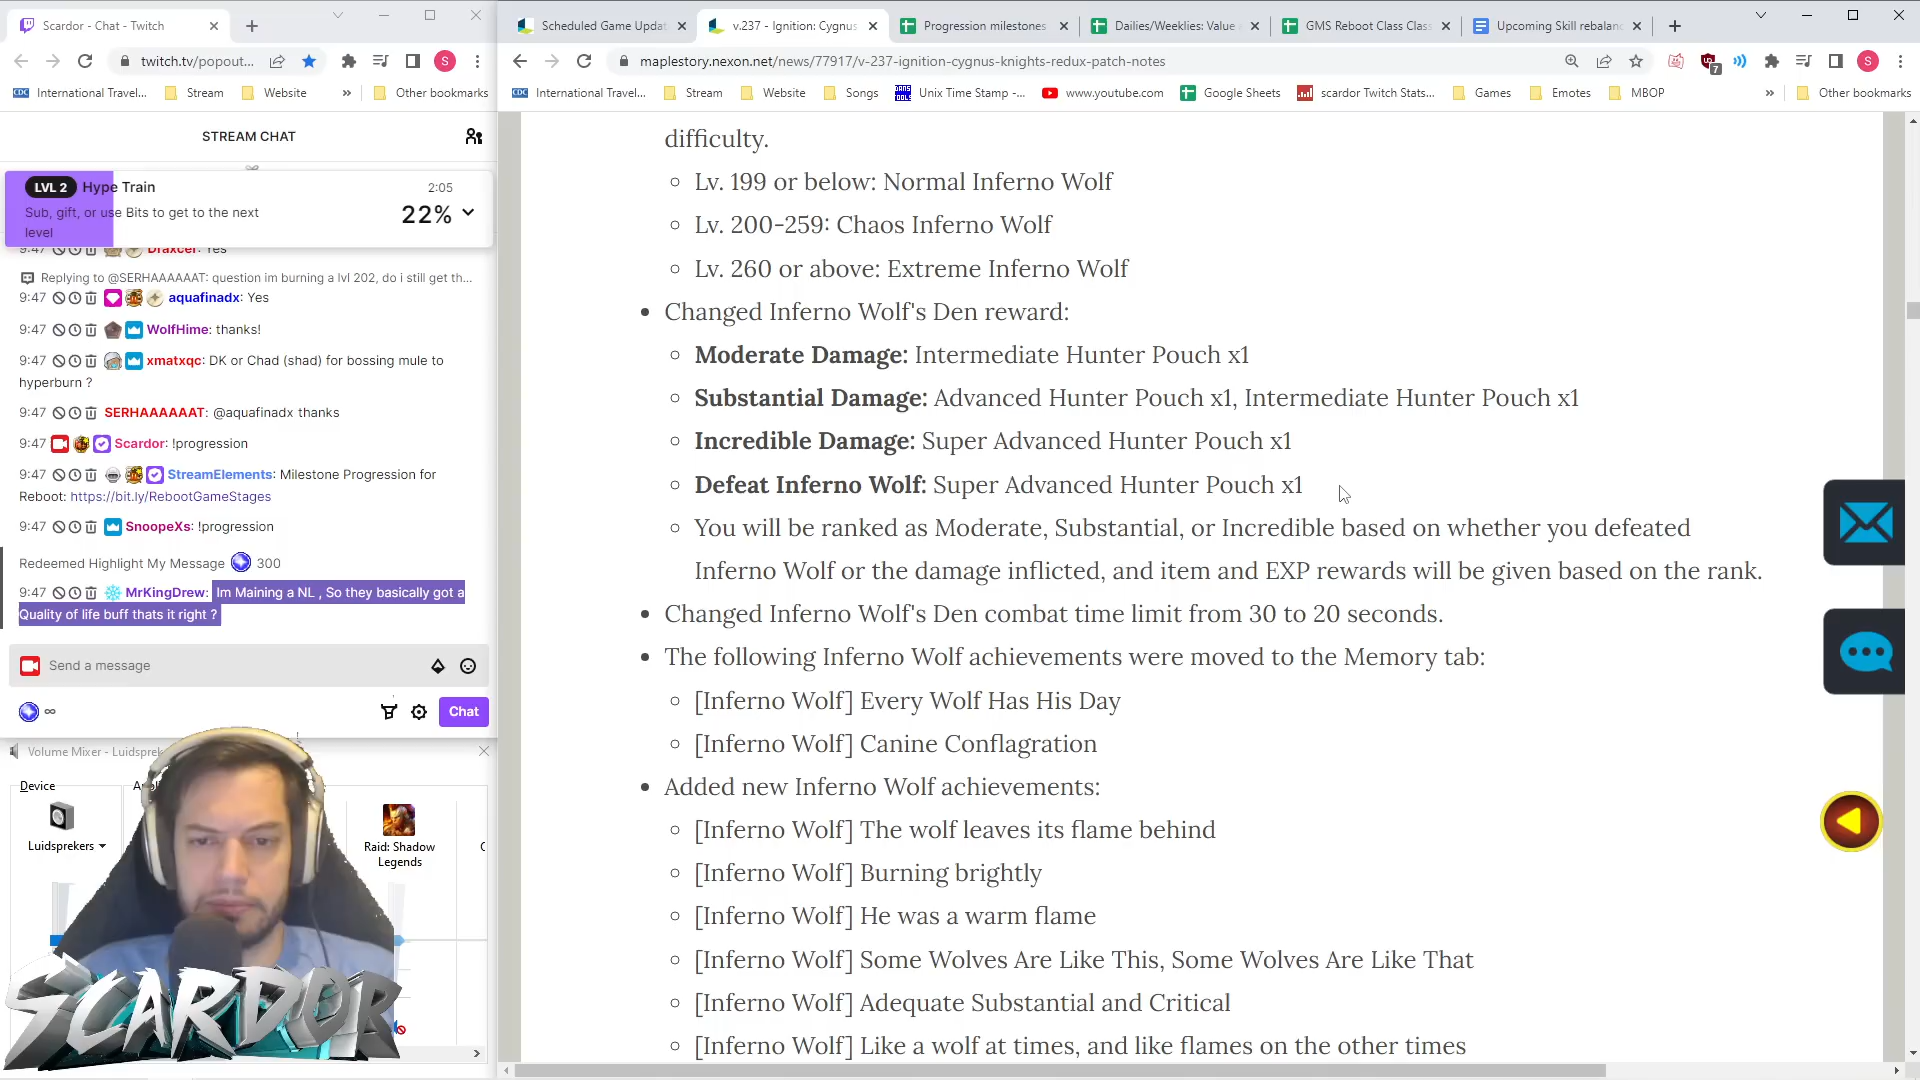 Scardor - Chat - Twitch
twitch.tv/popout...
International Travel...
Stream
Website
»
Other bookmarks
STREAM CHAT
LVL 2 Hype Train
2:05
Sub, gift, or use Bits to get to the next
level
22%
9:47 Draxcer: Yes
Replying to @SERHAAAAAAT: question im burning a lvl 202, do i still get th...
9:47 aquafinadx: Yes
9:47 WolfHime: thanks!
9:47 xmatxqc: DK or Chad (shad) for bossing mule to
hyperburn ?
9:47 SERHAAAAAAT: @aquafinadx thanks
9:47 Scardor: !progression
9:47 StreamElements: Milestone Progression for
Reboot: https://bit.ly/RebootGameStages
9:47 SnoopeXs: !progression
Redeemed Highlight My Message 300
9:47 MrKingDrew: Im Maining a NL , So they basically got a
Quality of life buff thats it right ?
Send a message
∞
Chat
Volume Mixer - Luidspreke
Device
Luidsprekers
Raid: Shadow
Legends
SCARDOR
Scheduled Game Updat
v.237 - Ignition: Cygnus
Progression milestones
Dailies/Weeklies: Value
GMS Reboot Class Clas
Upcoming Skill rebalan
maplestory.nexon.net/news/77917/v-237-ignition-cygnus-knights-redux-patch-notes
7
S
International Travel...
Stream
Website
Songs
Unix Time Stamp -...
www.youtube.com
Google Sheets
scardor Twitch Stats...
Games
Emotes
MBOP
»
Other bookmarks
difficulty.
Lv. 199 or below: Normal Inferno Wolf
Lv. 200-259: Chaos Inferno Wolf
Lv. 260 or above: Extreme Inferno Wolf
Changed Inferno Wolf's Den reward:
Moderate Damage: Intermediate Hunter Pouch x1
Substantial Damage: Advanced Hunter Pouch x1, Intermediate Hunter Pouch x1
Incredible Damage: Super Advanced Hunter Pouch x1
Defeat Inferno Wolf: Super Advanced Hunter Pouch x1
You will be ranked as Moderate, Substantial, or Incredible based on whether you defeated
Inferno Wolf or the damage inflicted, and item and EXP rewards will be given based on the rank.
Changed Inferno Wolf's Den combat time limit from 30 to 20 seconds.
The following Inferno Wolf achievements were moved to the Memory tab:
[Inferno Wolf] Every Wolf Has His Day
[Inferno Wolf] Canine Conflagration
Added new Inferno Wolf achievements:
[Inferno Wolf] The wolf leaves its flame behind
[Inferno Wolf] Burning brightly
[Inferno Wolf] He was a warm flame
[Inferno Wolf] Some Wolves Are Like This, Some Wolves Are Like That
[Inferno Wolf] Adequate Substantial and Critical
[Inferno Wolf] Like a wolf at times, and like flames on the other times